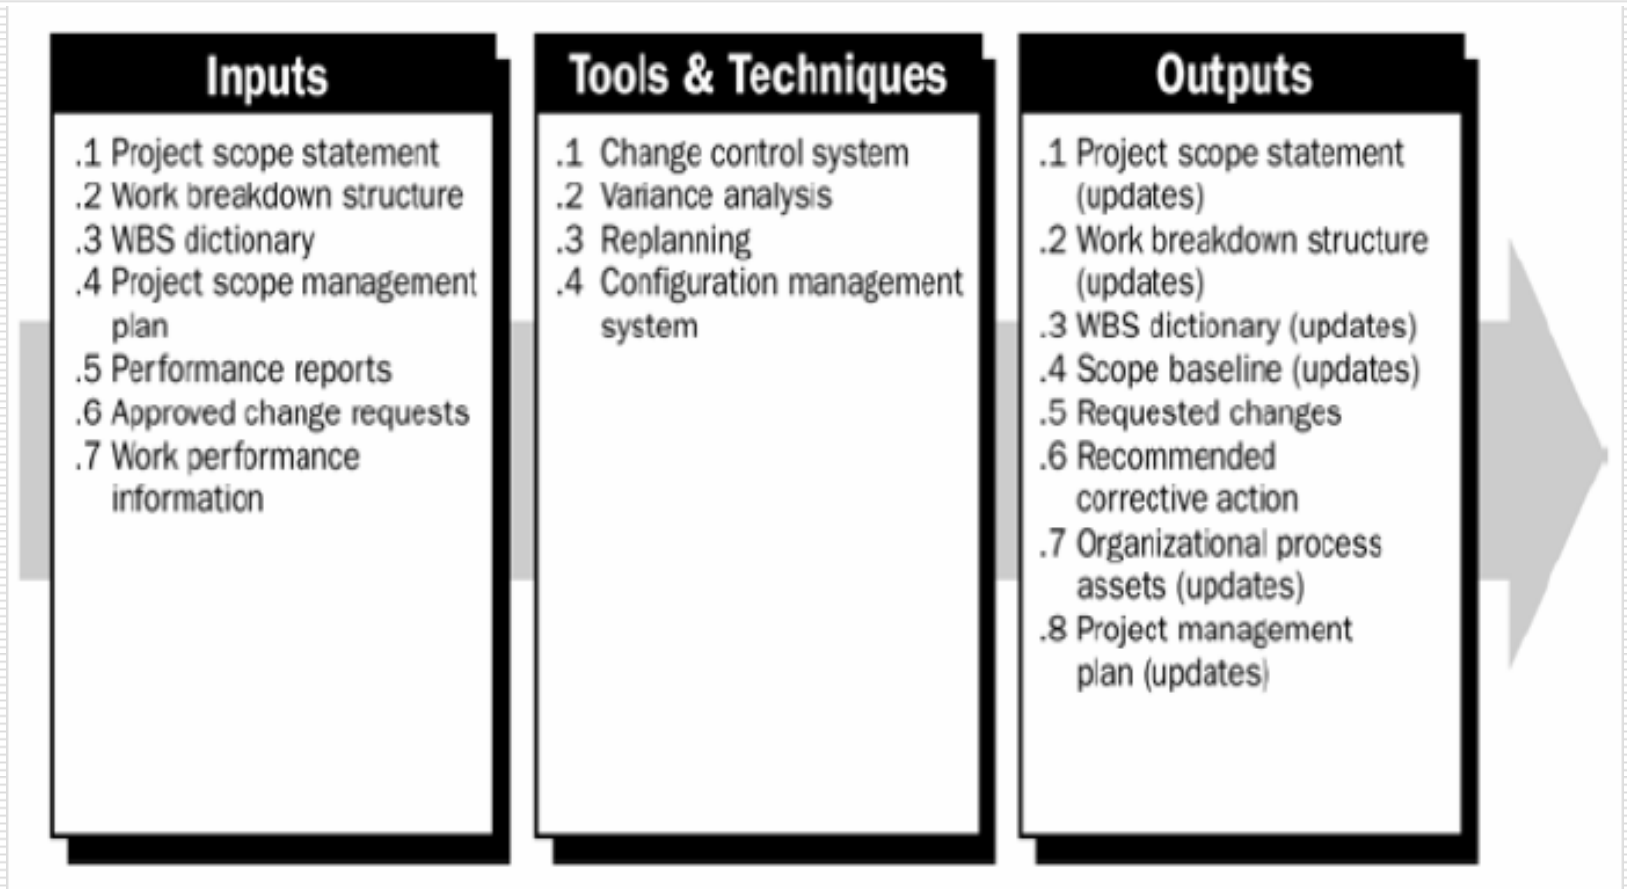 Inputs
.1 Project scope statement
.2 Work breakdown structure
.3 WBS dictionary
.4 Project scope management
plan
.5 Performance reports
.6 Approved change requests
.7 Work performance
information
Tools & Techniques
.1 Change control system
.2 Variance analysis
.3 Replanning
.4 Configuration management
system
Outputs
.1 Project scope statement
(updates)
.2 Work breakdown structure
(updates)
.3 WBS dictionary (updates)
.4 Scope baseline (updates)
.5 Requested changes
.6 Recommended
corrective action
.7 Organizational process
assets (updates)
.8 Project management
plan (updates)